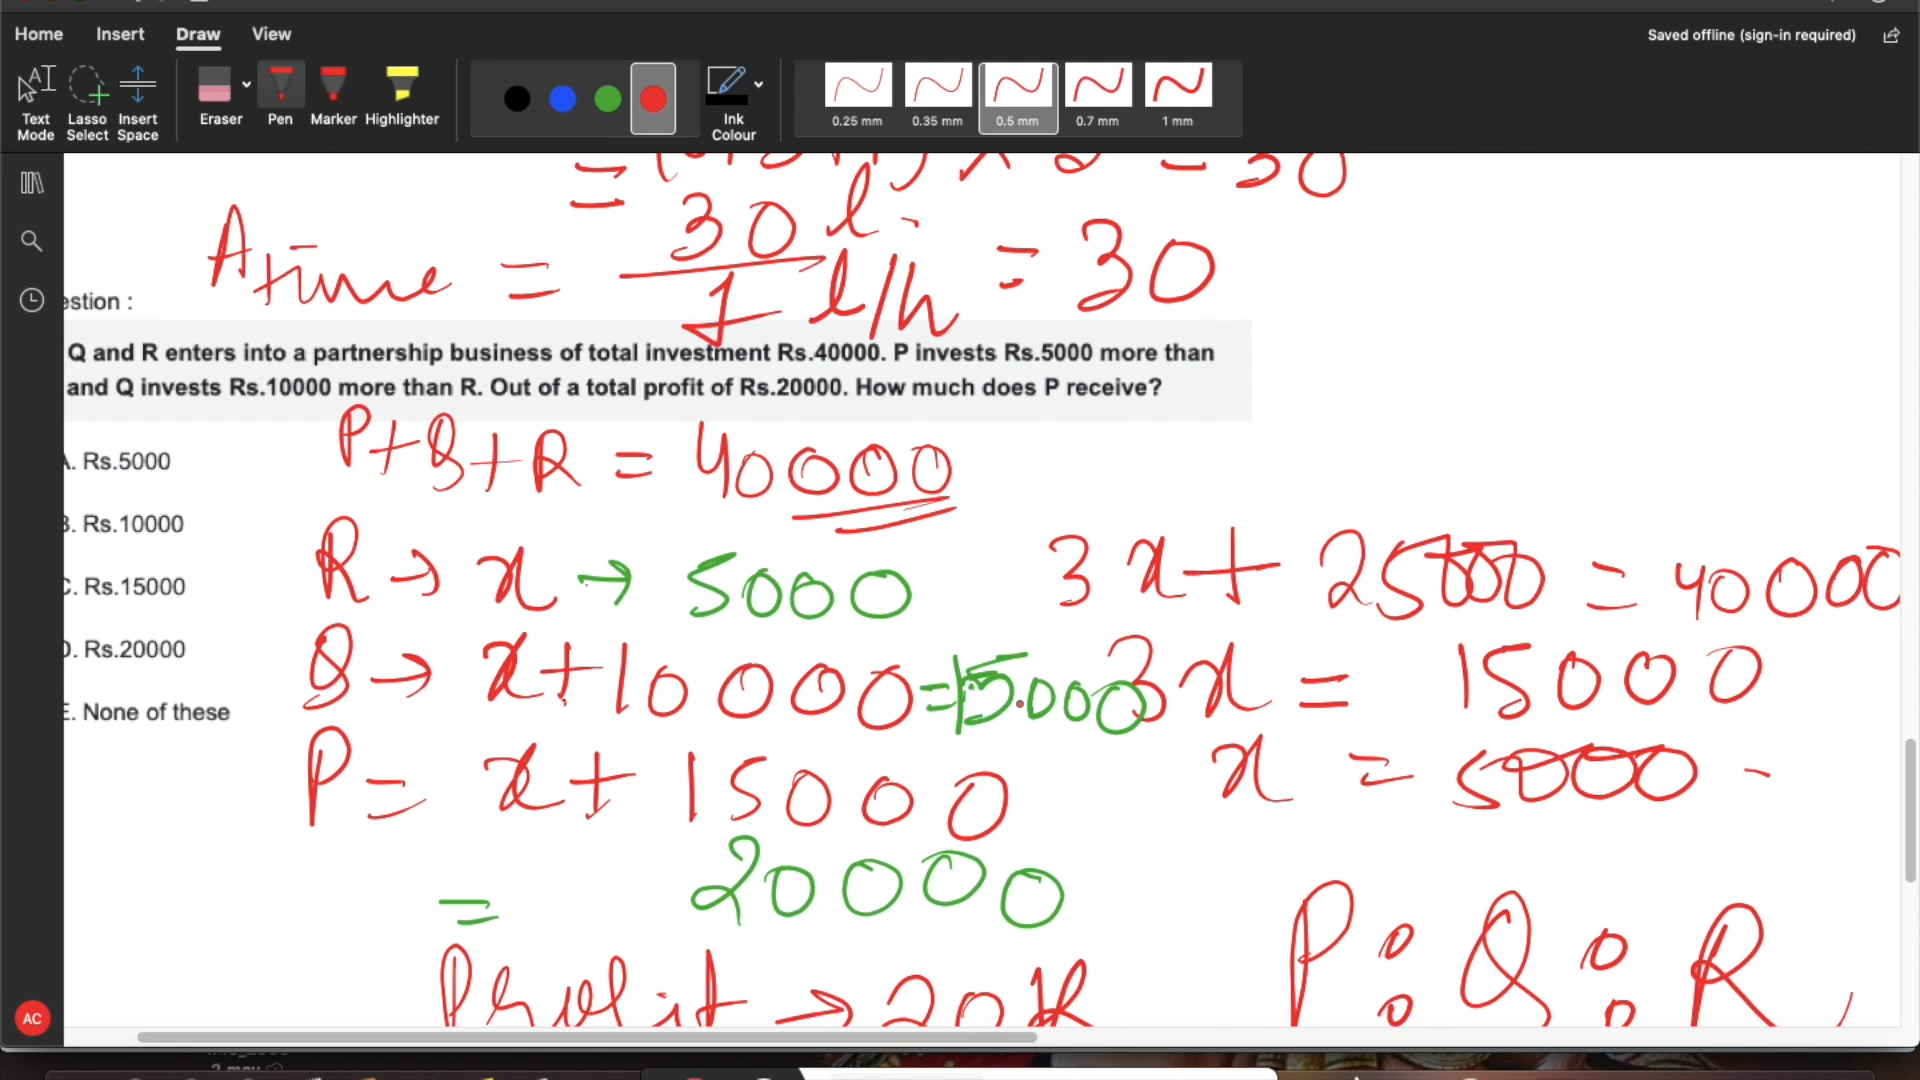 Home Insert Draw View
Saved offline (sign-in required)
Text Mode
Lasso Select
Insert Space
Eraser
Pen
Marker
Highlighter
Ink Colour
0.25 mm
0.35 mm
0.5 mm
0.7 mm
1 mm
= 30
A time = 30 l / 1 l/h = 30
estion :
Q and R enters into a partnership business of total investment Rs.40000. P invests Rs.5000 more than
and Q invests Rs.10000 more than R. Out of a total profit of Rs.20000. How much does P receive?
P+Q+R = 40000
A. Rs.5000
B. Rs.10000
C. Rs.15000
D. Rs.20000
E. None of these
R → x → 5000
Q → x+10000 = 15000
P = x+15000
= 20000
Profit → 20k
3x + 25000 = 40000
3x = 15000
x = 5000 -
P : Q : R
AC
2 may